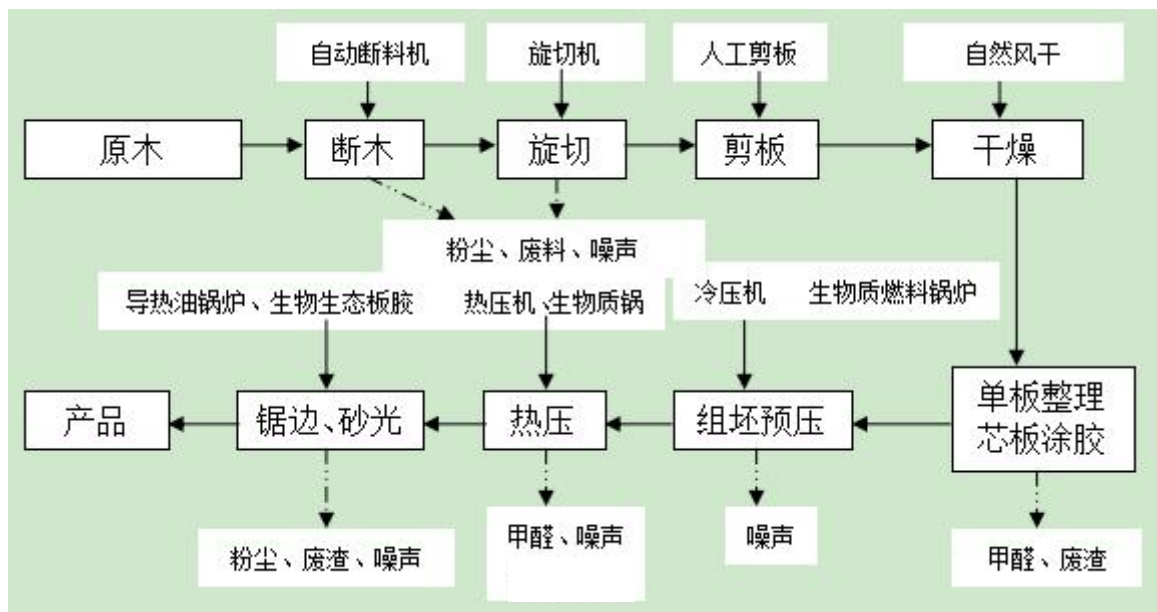 自动断料机
旋切机
人工剪板
自然风干
原木
断木
旋切
剪板
干燥
粉尘、废料、噪声
导热油锅炉、生物生态板胶
热压机、生物质锅
冷压机
生物质燃料锅炉
产品
锯边、砂光
热压
组坯预压
单板整理
芯板涂胶
粉尘、废渣、噪声
甲醛、噪声
噪声
甲醛、废渣